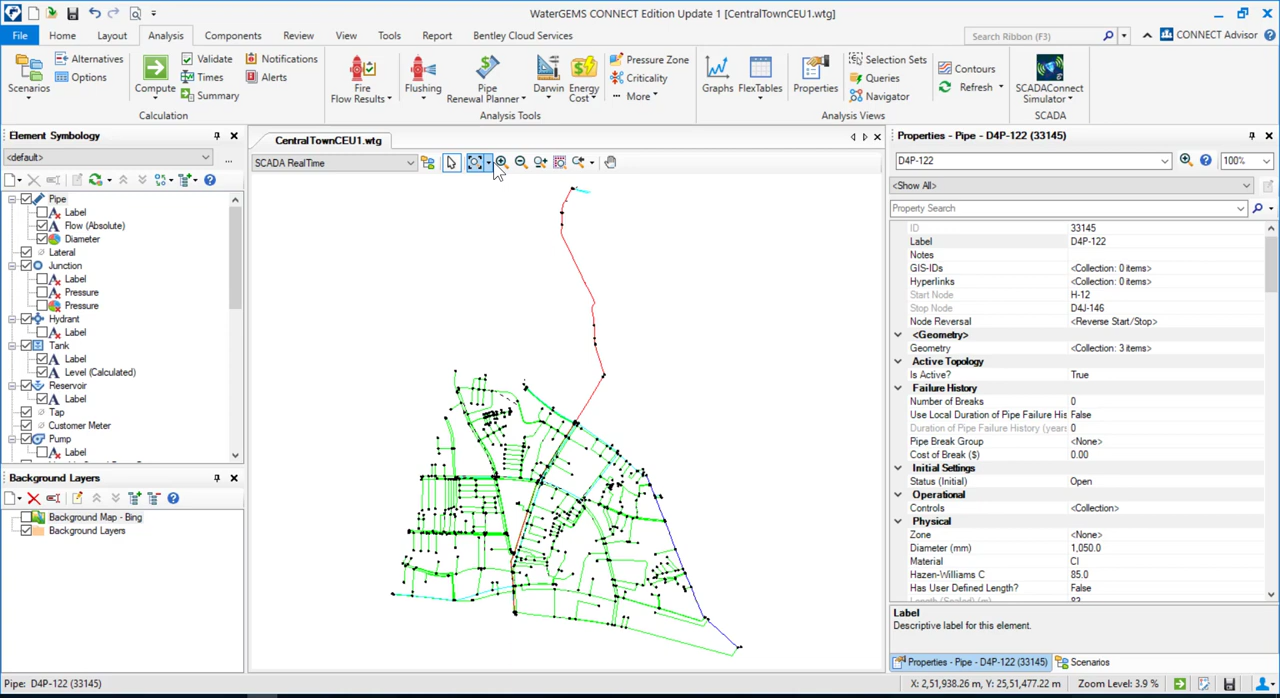 WaterGEMS CONNECT Edition Update 1 [CentralTownCEU1.wtg]
File Home Layout Analysis Components Review View Tools Report Bentley Cloud Services Search Ribbon (F3) CONNECT Advisor
Scenarios Alternatives Options
Compute Validate Times Summary Notifications Alerts
Fire Flow Results Flushing Pipe Renewal Planner Darwin Energy Cost Pressure Zone Criticality More
Graphs FlexTables Properties Selection Sets Queries Navigator Contours Refresh
SCADAConnect Simulator
Calculation Analysis Tools Analysis Views SCADA
Element Symbology
<default>
...
Pipe
Label
Flow (Absolute)
Diameter
Lateral
Junction
Label
Pressure
Pressure
Hydrant
Label
Tank
Label
Level (Calculated)
Reservoir
Label
Tap
Customer Meter
Pump
Label
Background Layers
Background Map - Bing
Background Layers
CentralTownCEU1.wtg
SCADA RealTime
Properties - Pipe - D4P-122 (33145)
D4P-122 100%
<Show All>
Property Search
ID 33145
Label D4P-122
Notes
GIS-IDs <Collection: 0 items>
Hyperlinks <Collection: 0 items>
Start Node H-12
Stop Node D4J-146
Node Reversal <Reverse Start/Stop>
<Geometry>
Geometry <Collection: 3 items>
Active Topology
Is Active? True
Failure History
Number of Breaks 0
Use Local Duration of Pipe Failure His False
Duration of Pipe Failure History (years 0
Pipe Break Group <None>
Cost of Break ($) 0.00
Initial Settings
Status (Initial) Open
Operational
Controls <Collection>
Physical
Zone <None>
Diameter (mm) 1,050.0
Material CI
Hazen-Williams C 85.0
Has User Defined Length? False
Label
Descriptive label for this element.
Properties - Pipe - D4P-122 (33145) Scenarios
Pipe: D4P-122 (33145) X: 2,51,938.26 m, Y: 25,51,477.22 m Zoom Level: 3.9 %